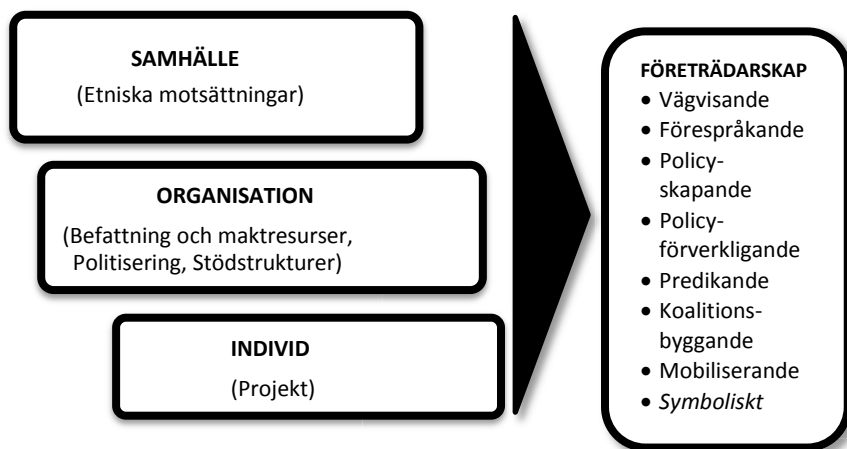 SAMHÄLLE
(Etniska motsättningar)
ORGANISATION
(Befattning och maktresurser,
Politisering, Stödstrukturer)
INDIVID
(Projekt)
FÖRETRÄDARSKAP
• Vägvisande
• Förespråkande
• Policy-
skapande
• Policy-
förverkligande
• Predikande
• Koalitions-
byggande
• Mobiliserande
• Symboliskt